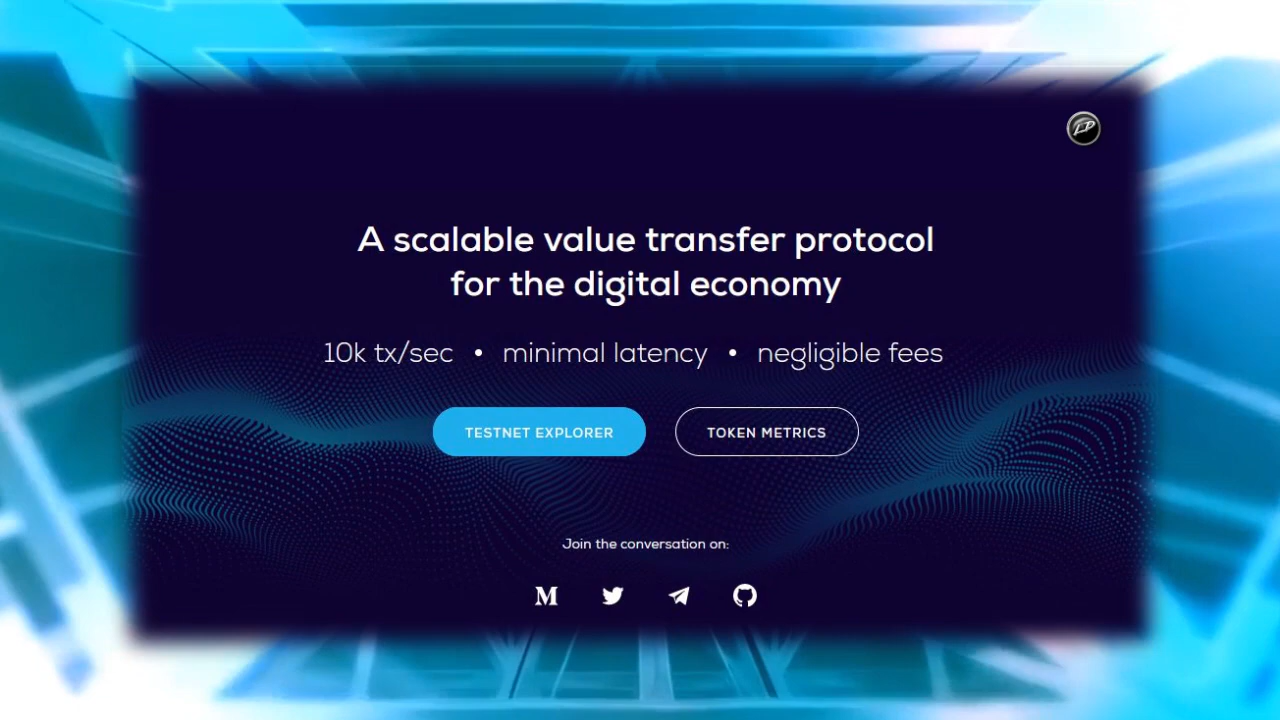 LP
A scalable value transfer protocol
for the digital economy
10k tx/sec • minimal latency • negligible fees
TESTNET EXPLORER TOKEN METRICS
Join the conversation on:
M